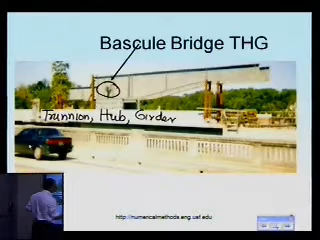 Bascule Bridge THG
Trunnion, Hub, Girder
http://numericalmethods.eng.usf.edu